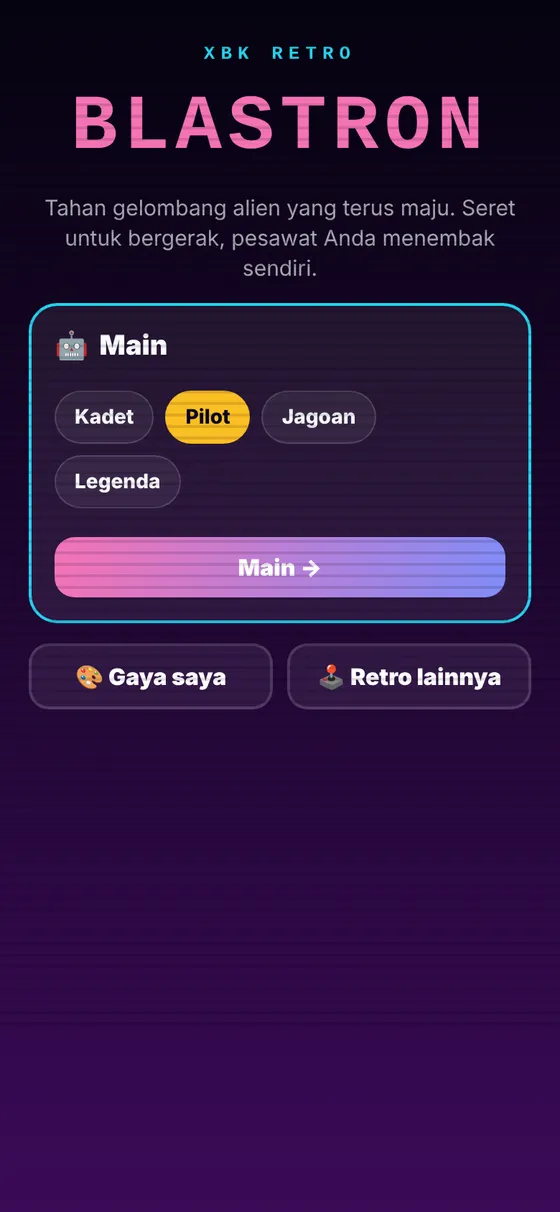 XBK RETRO
BLASTRON
Tahan gelombang alien yang terus maju. Seret
untuk bergerak, pesawat Anda menembak
sendiri.
🤖 Main
Kadet
Pilot
Jagoan
Legenda
Main →
🎨 Gaya saya
🕹️ Retro lainnya